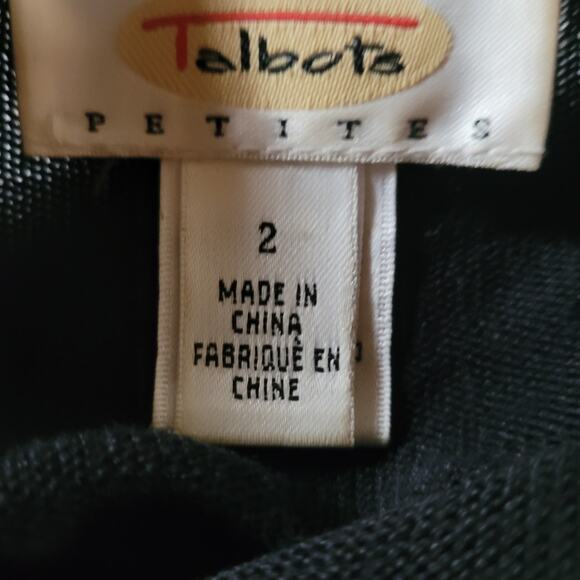 Talbots
PETITES
2
MADE IN
CHINA
FABRIQUÉ EN
CHINE